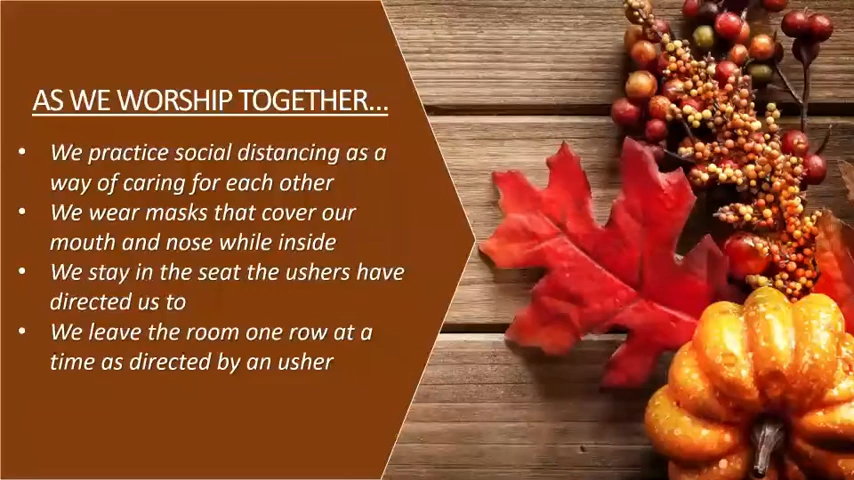 AS WE WORSHIP TOGETHER...
• We practice social distancing as a
way of caring for each other
• We wear masks that cover our
mouth and nose while inside
• We stay in the seat the ushers have
directed us to
• We leave the room one row at a
time as directed by an usher